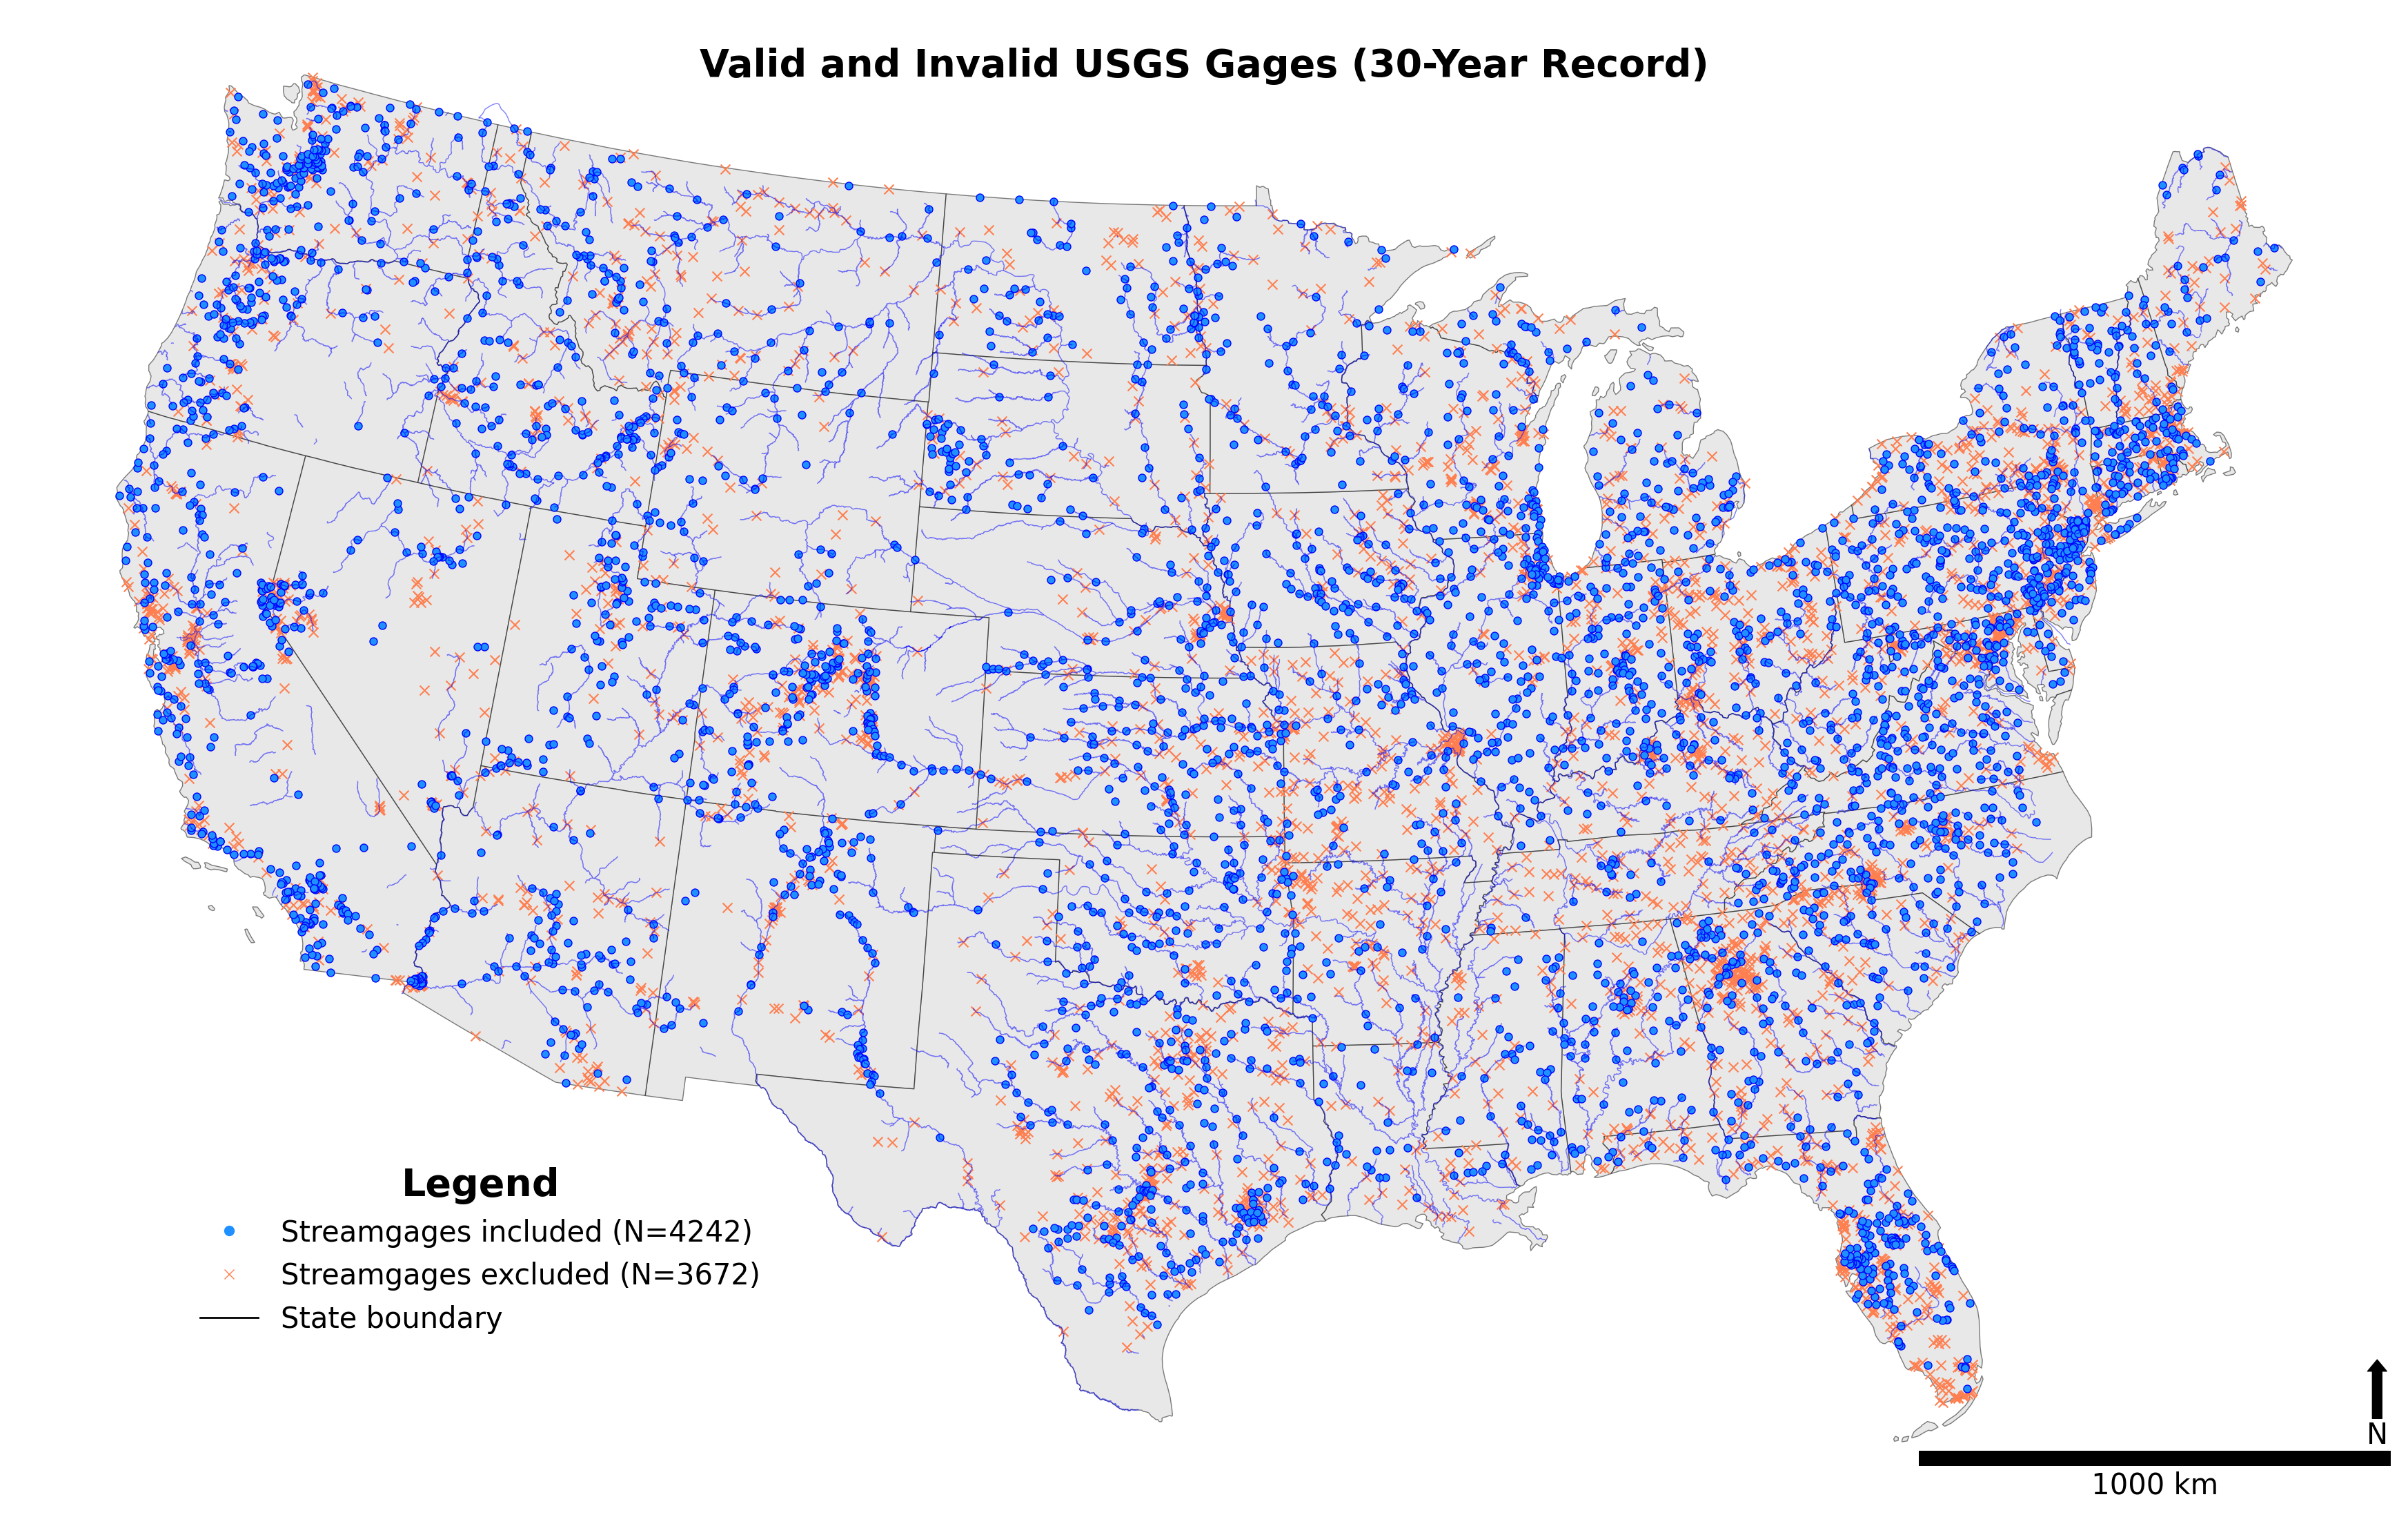 Valid and Invalid USGS Gages (30-Year Record)
Legend
Streamgages included (N=4242)
Streamgages excluded (N=3672)
State boundary
N
1000 km